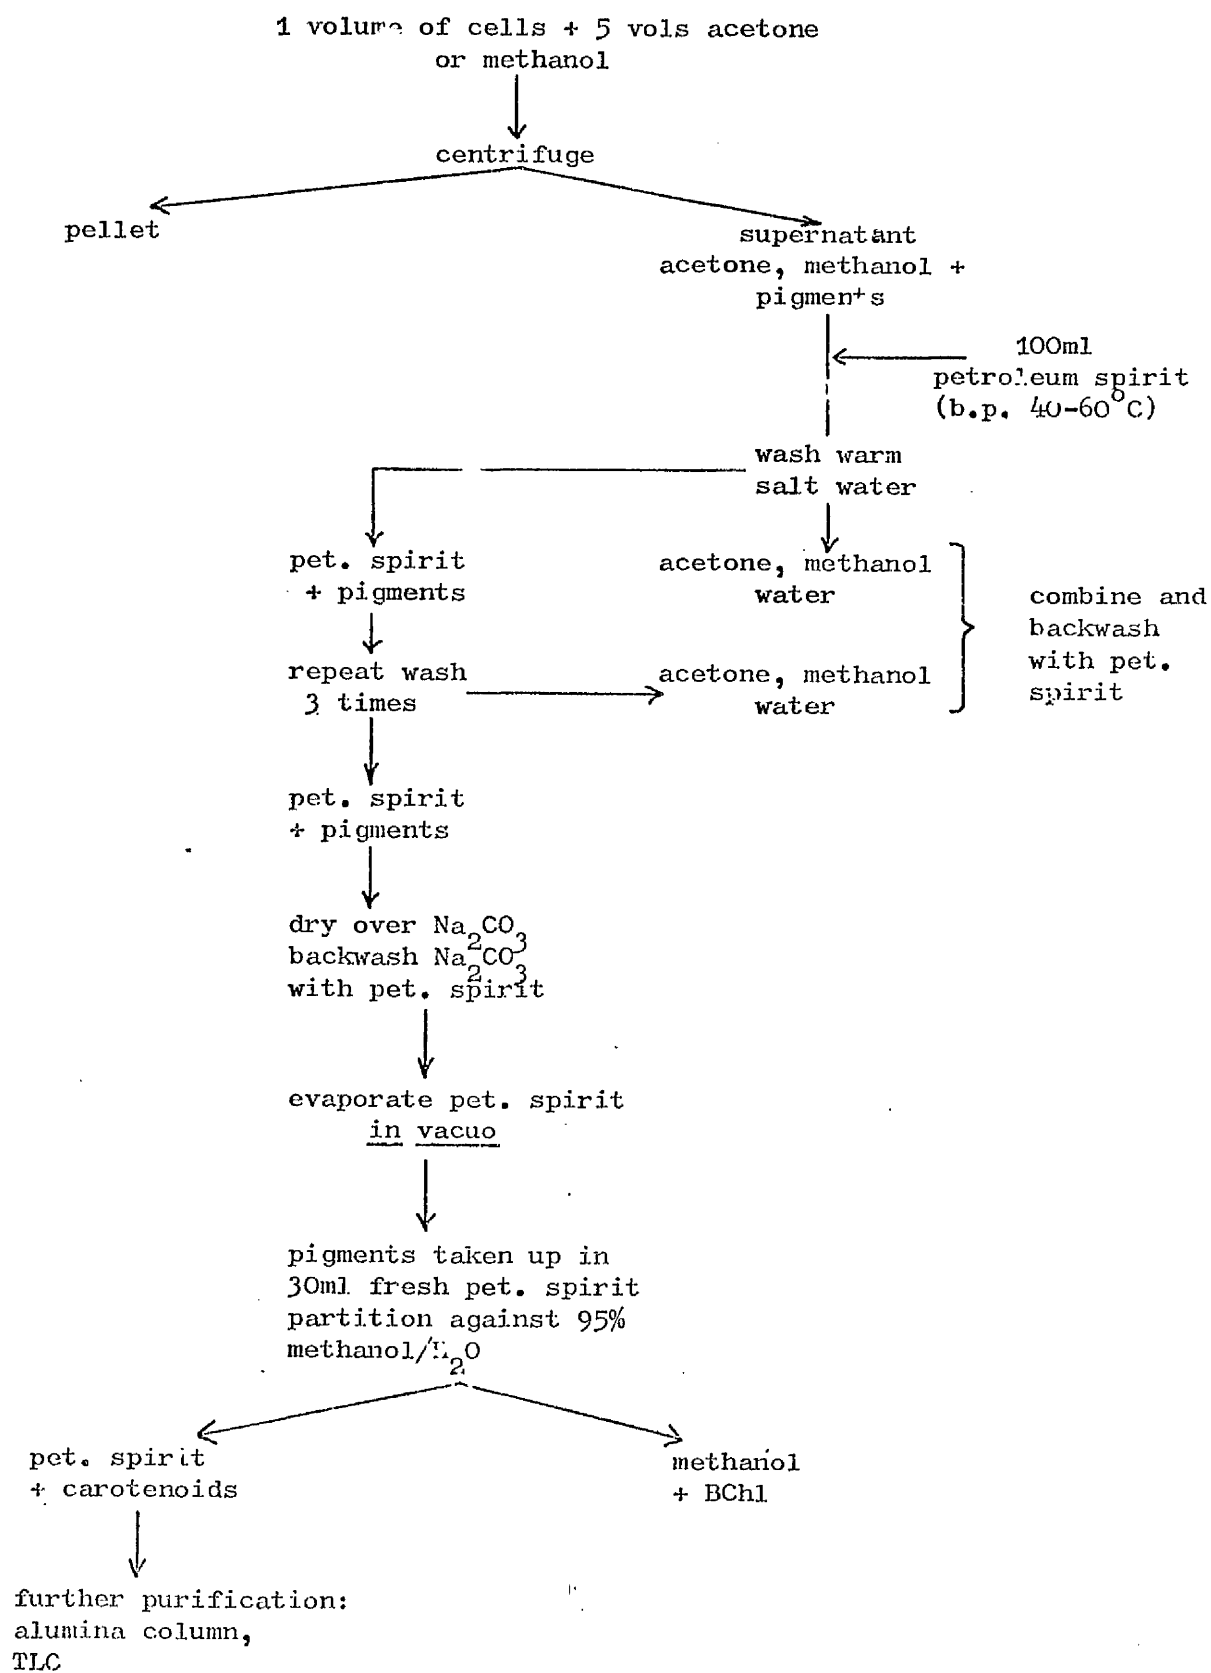 1 volume of cells + 5 vols acetone
or methanol
centrifuge
pellet
supernatant
acetone, methanol +
pigments
100ml
petroleum spirit
(b.p. 40-60°C)
wash warm
salt water
pet. spirit
+ pigments
acetone, methanol
water
combine and
backwash
with pet.
spirit
repeat wash
3 times
acetone, methanol
water
pet. spirit
+ pigments
dry over Na2CO3
backwash Na2CO3
with pet. spirit
evaporate pet. spirit
in vacuo
pigments taken up in
30ml fresh pet. spirit
partition against 95%
methanol/H2O
pet. spirit
+ carotenoids
methanol
+ BChl
further purification:
alumina column,
TLC